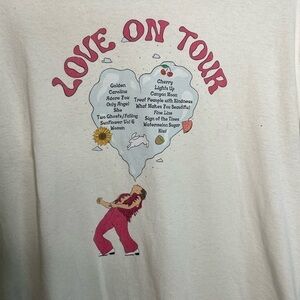 LOVE ON TOUR
Golden
Carolina
Adore You
Only Angel
She
Two Ghosts/Falling
Sunflower Vol 6
Woman
Cherry
Lights Up
Canyon Moon
Treat People with Kindness
What Makes You Beautiful
Fine Line
Sign of the Times
Watermelon Sugar
Kiwi